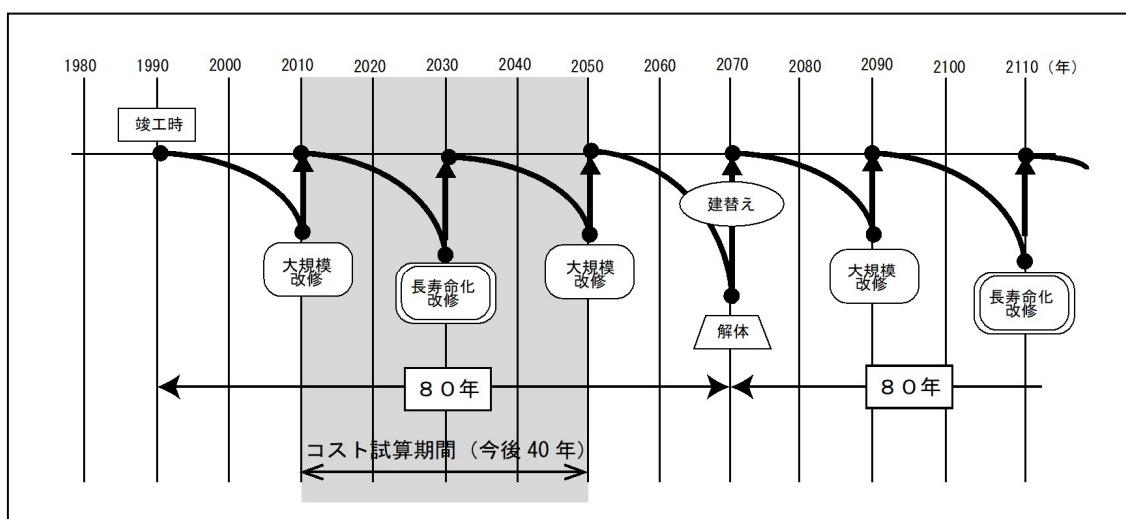 1980 1990 2000 2010 2020 2030 2040 2050 2060 2070 2080 2090 2100 2110（年）
竣工時
建替え
大規模
改修
長寿命化
改修
大規模
改修
解体
大規模
改修
長寿命化
改修
８０年
８０年
コスト試算期間（今後 40 年）